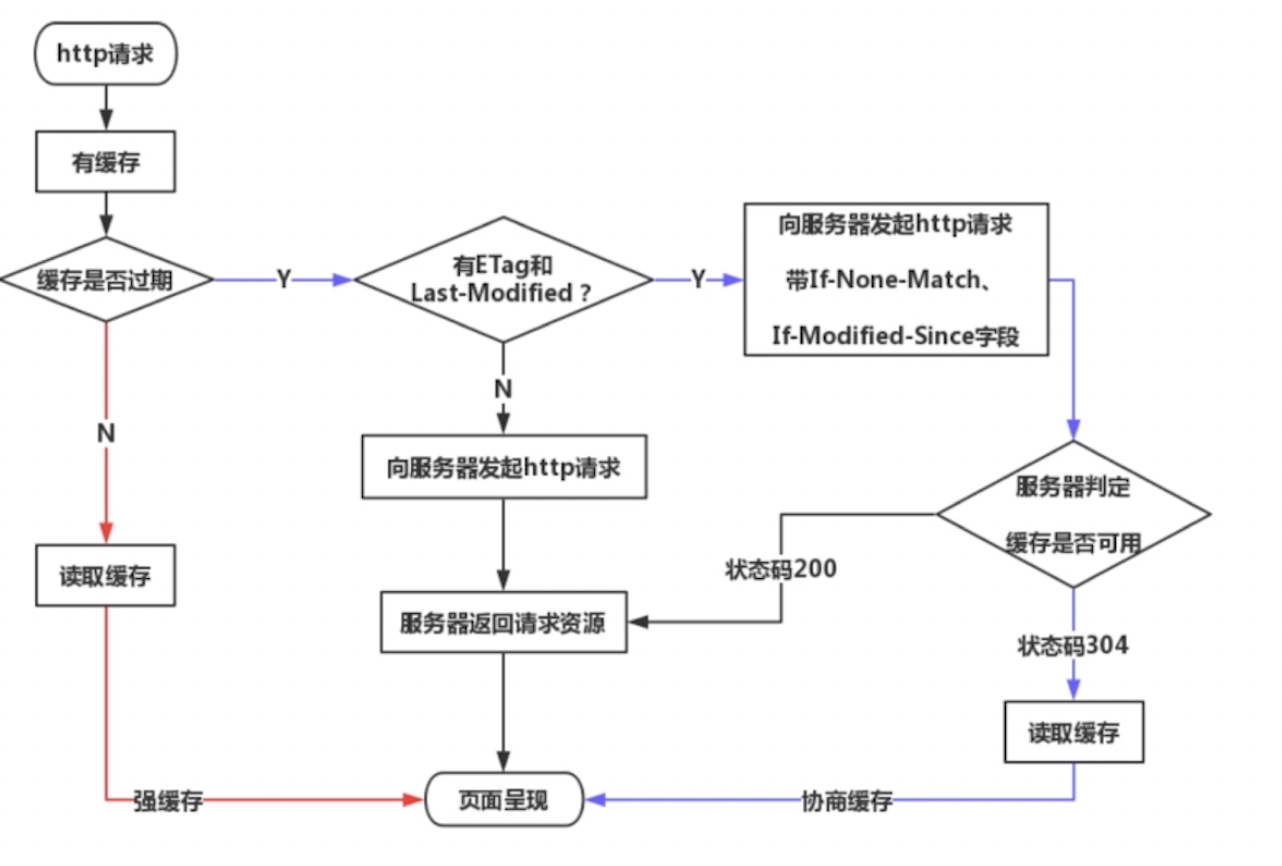 http请求
有缓存
缓存是否过期
Y
有ETag和
Last-Modified ?
Y
向服务器发起http请求
带If-None-Match、
If-Modified-Since字段
N
N
向服务器发起http请求
服务器判定
缓存是否可用
状态码200
读取缓存
服务器返回请求资源
状态码304
读取缓存
强缓存
页面呈现
协商缓存